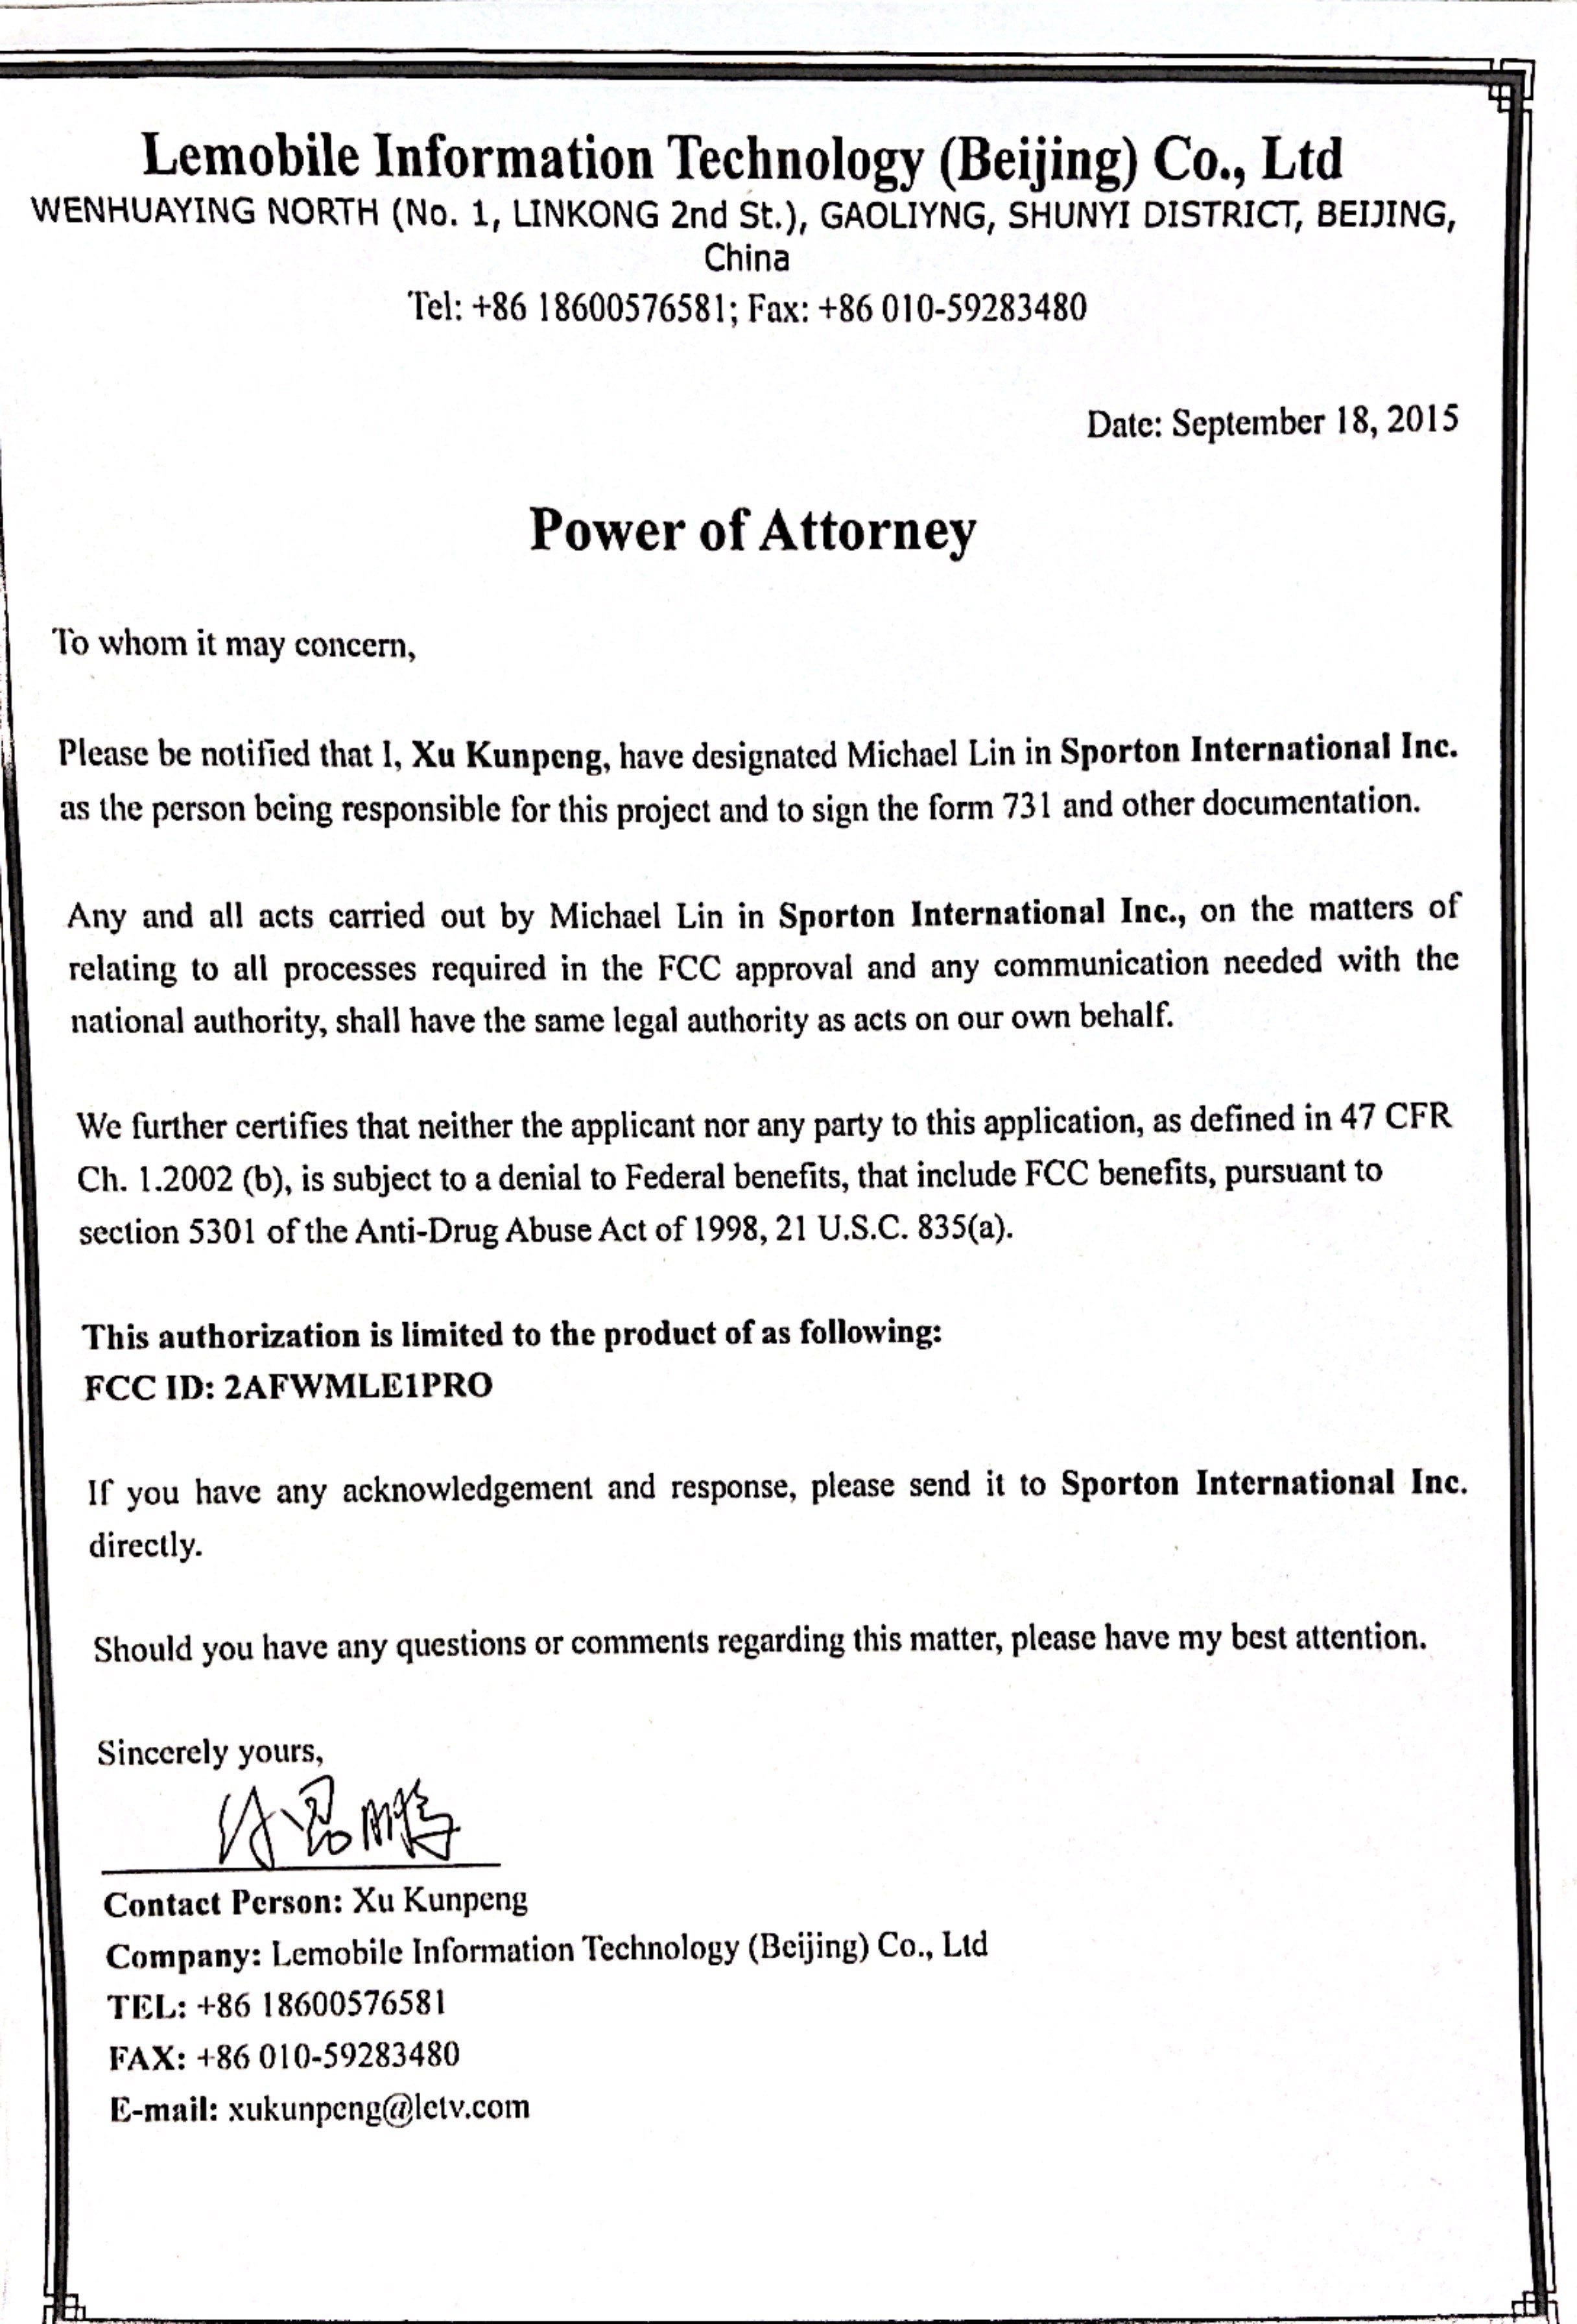 Lemobile Information Technology (Beijing) Co., Ltd
WENHUAYING NORTH (No. 1, LINKONG 2nd St.), GAOLIYNG, SHUNYI DISTRICT, BEIJING,
China
Tel: +86 18600576581; Fax: +86 010-59283480
Date: September 18, 2015
Power of Attorney
To whom it may concern,
Please be notified that I, Xu Kunpeng, have designated Michael Lin in Sporton International Inc.
as the person being responsible for this project and to sign the form 731 and other documentation.
Any and all acts carried out by Michael Lin in Sporton International Inc., on the matters of
relating to all processes required in the FCC approval and any communication needed with the
national authority, shall have the same legal authority as acts on our own behalf.
We further certifies that neither the applicant nor any party to this application, as defined in 47 CFR
Ch. 1.2002 (b), is subject to a denial to Federal benefits, that include FCC benefits, pursuant to
section 5301 of the Anti-Drug Abuse Act of 1998, 21 U.S.C. 835(a).
This authorization is limited to the product of as following:
FCC ID: 2AFWMLE1PRO
If you have any acknowledgement and response, please send it to Sporton International Inc.
directly.
Should you have any questions or comments regarding this matter, please have my best attention.
Sincerely yours,
许昆鹏
Contact Person: Xu Kunpeng
Company: Lemobile Information Technology (Beijing) Co., Ltd
TEL: +86 18600576581
FAX: +86 010-59283480
E-mail: xukunpeng@letv.com